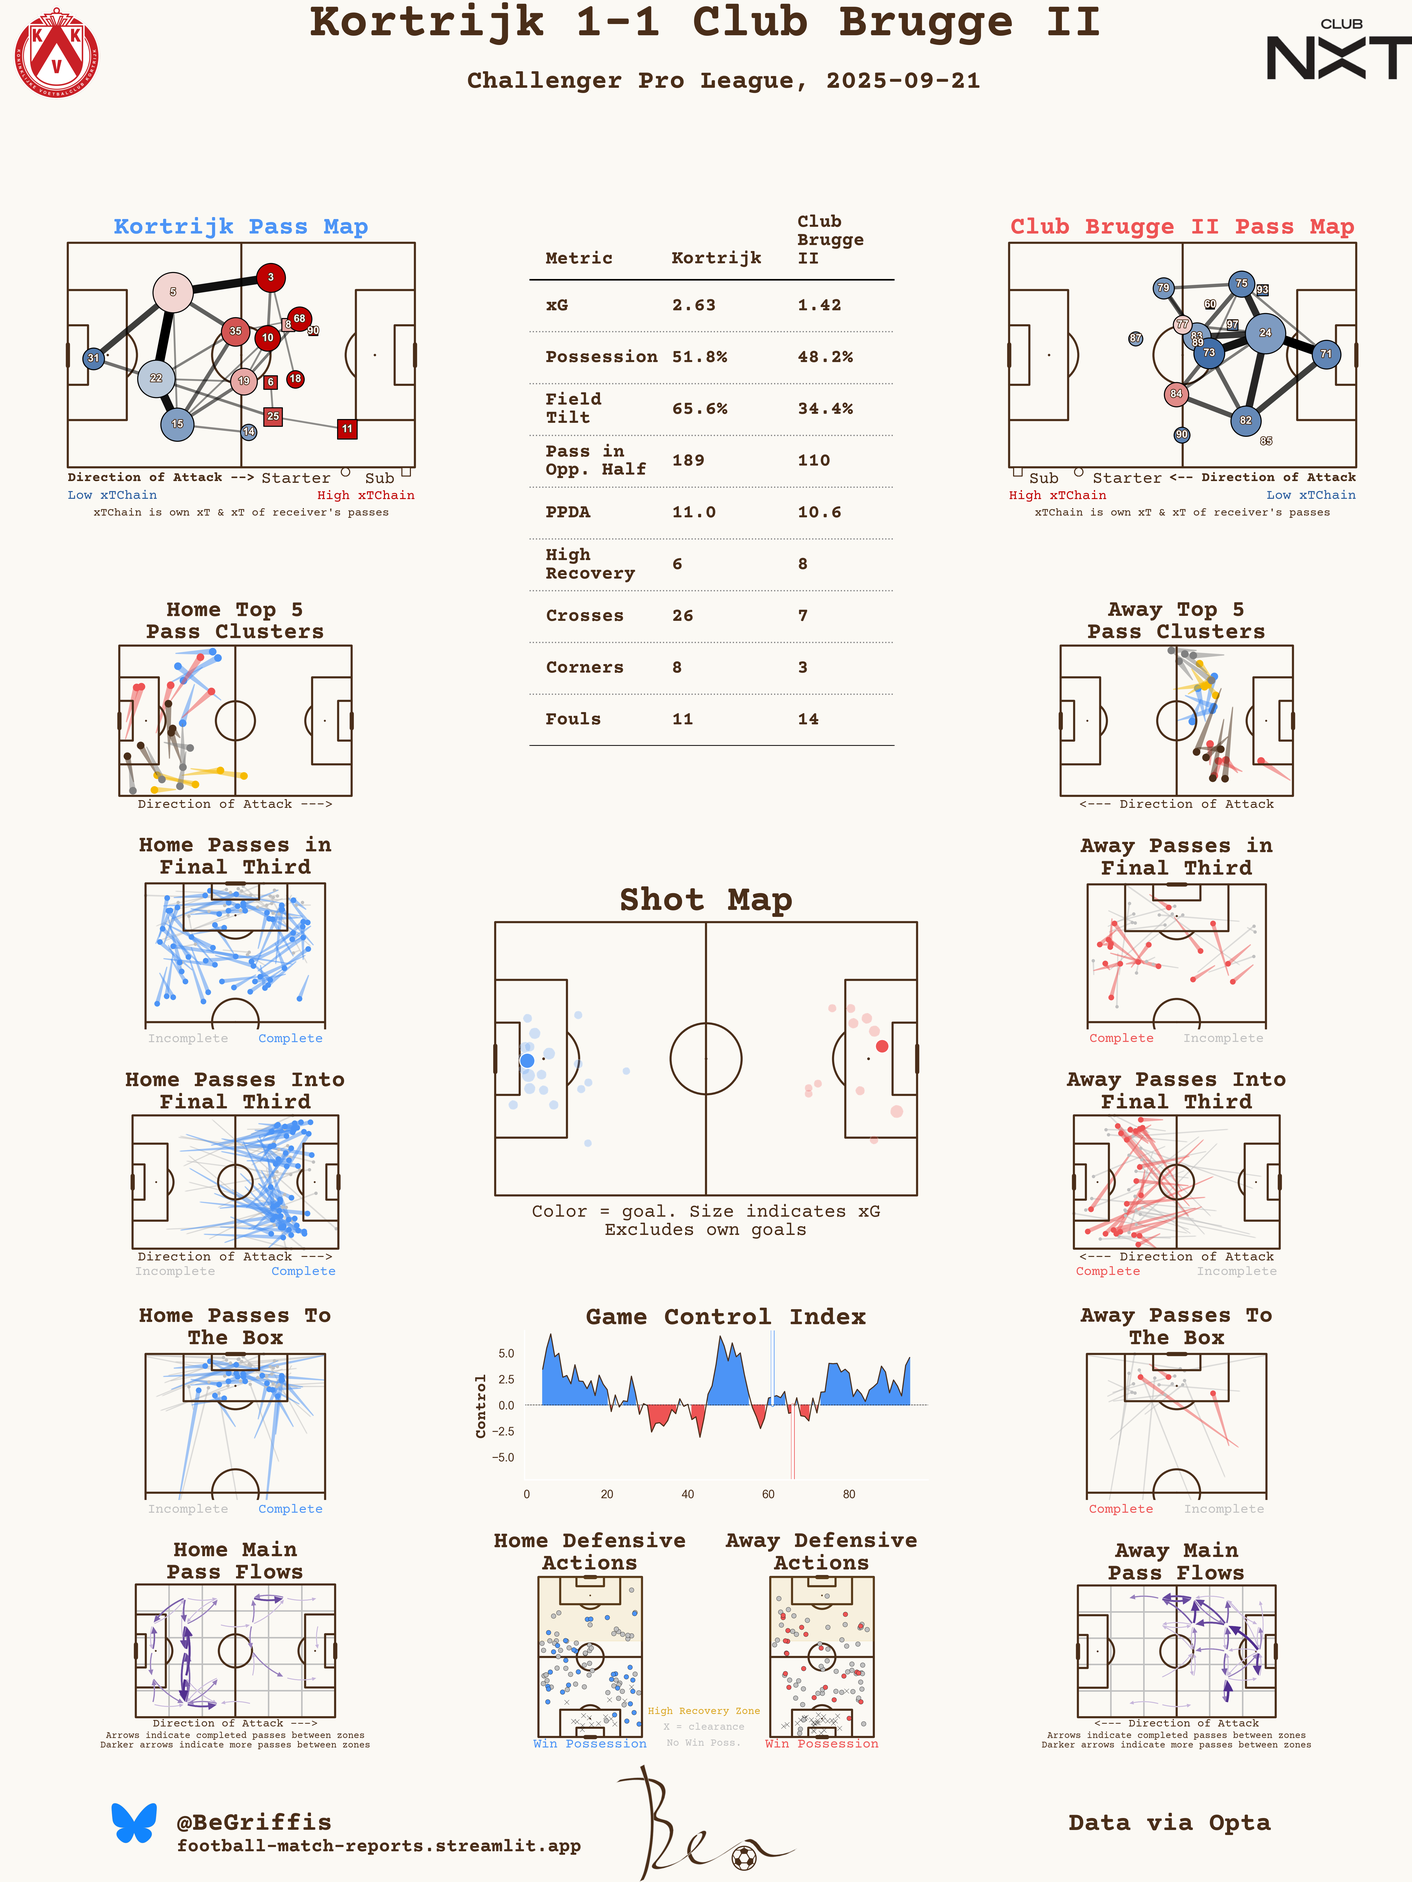 Kortrijk 1-1 Club Brugge II
Challenger Pro League, 2025-09-21
K K
V
CLUB
NXT
Kortrijk Pass Map
5
3
68
8
90
35
10
31
22
19
6
18
15
25
14
11
Direction of Attack --> Starter Sub
Low xTChain High xTChain
xTChain is own xT & xT of receiver's passes
Metric Kortrijk Club Brugge II
xG 2.63 1.42
Possession 51.8% 48.2%
Field Tilt 65.6% 34.4%
Pass in Opp. Half 189 110
PPDA 11.0 10.6
High Recovery 6 8
Crosses 26 7
Corners 8 3
Fouls 11 14
Club Brugge II Pass Map
79
75
93
60
77
97
87
83
89
24
73
71
84
82
90
85
Sub Starter <-- Direction of Attack
High xTChain Low xTChain
xTChain is own xT & xT of receiver's passes
Home Top 5
Pass Clusters
Direction of Attack --->
Away Top 5
Pass Clusters
<--- Direction of Attack
Home Passes in
Final Third
Incomplete Complete
Away Passes in
Final Third
Complete Incomplete
Shot Map
Color = goal. Size indicates xG
Excludes own goals
Home Passes Into
Final Third
Direction of Attack --->
Incomplete Complete
Away Passes Into
Final Third
<--- Direction of Attack
Complete Incomplete
Home Passes To
The Box
Incomplete Complete
Game Control Index
Control
5.0
2.5
0.0
−2.5
−5.0
0 20 40 60 80
Away Passes To
The Box
Complete Incomplete
Home Main
Pass Flows
Direction of Attack --->
Arrows indicate completed passes between zones
Darker arrows indicate more passes between zones
Home Defensive
Actions
Win Possession
Away Defensive
Actions
Win Possession
High Recovery Zone
X = clearance
No Win Poss.
Away Main
Pass Flows
<--- Direction of Attack
Arrows indicate completed passes between zones
Darker arrows indicate more passes between zones
@BeGriffis
football-match-reports.streamlit.app
Ben
Data via Opta